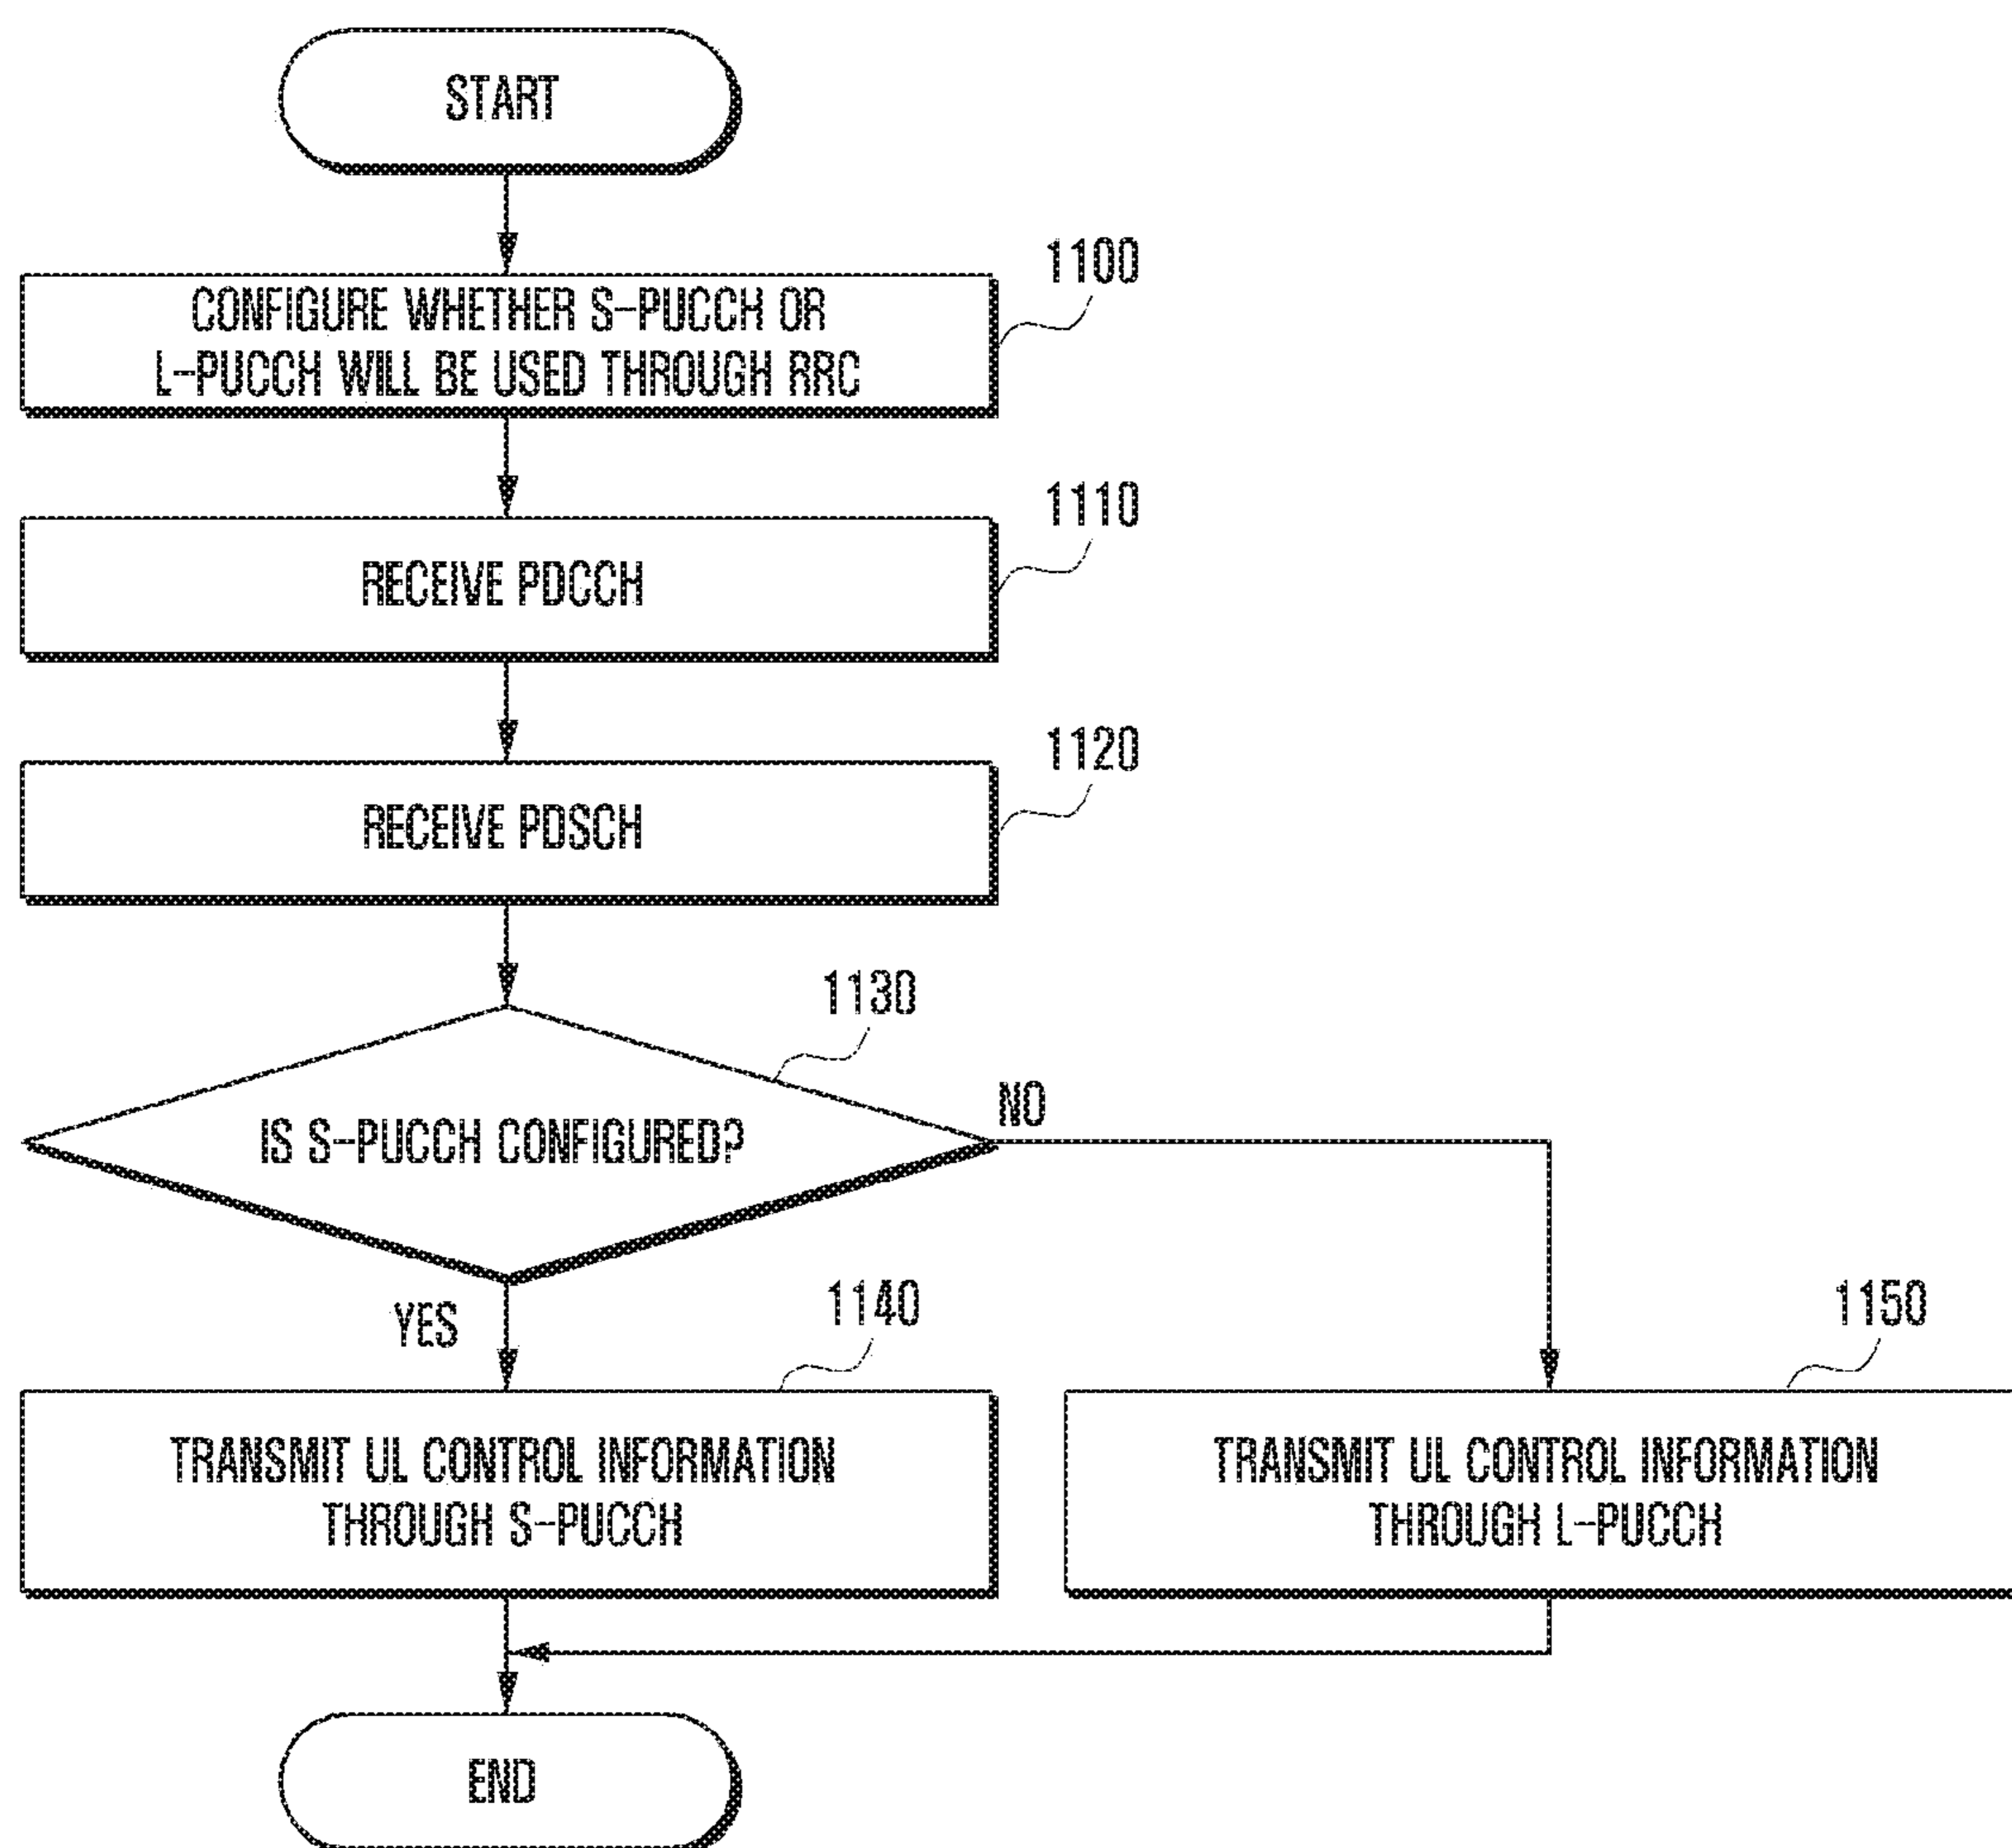 START
1100
CONFIGURE WHETHER S-PUCCH OR
L-PUCCH WILL BE USED THROUGH RRC
1110
RECEIVE PDCCH
1120
RECEIVE PDSCH
1130
IS S-PUCCH CONFIGURED?
NO
YES
1140
TRANSMIT UL CONTROL INFORMATION
THROUGH S-PUCCH
1150
TRANSMIT UL CONTROL INFORMATION
THROUGH L-PUCCH
END